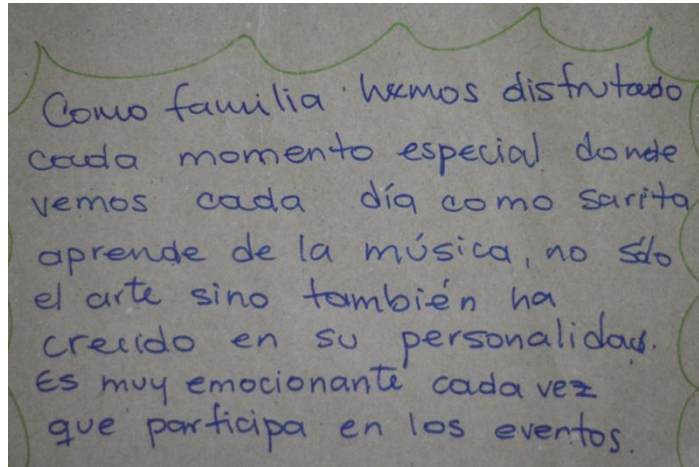 Como familia hemos disfrutado
cada momento especial donde
vemos cada día como sarita
aprende de la música, no sólo
el arte sino también ha
crecido en su personalidad.
Es muy emocionante cada vez
que participa en los eventos.